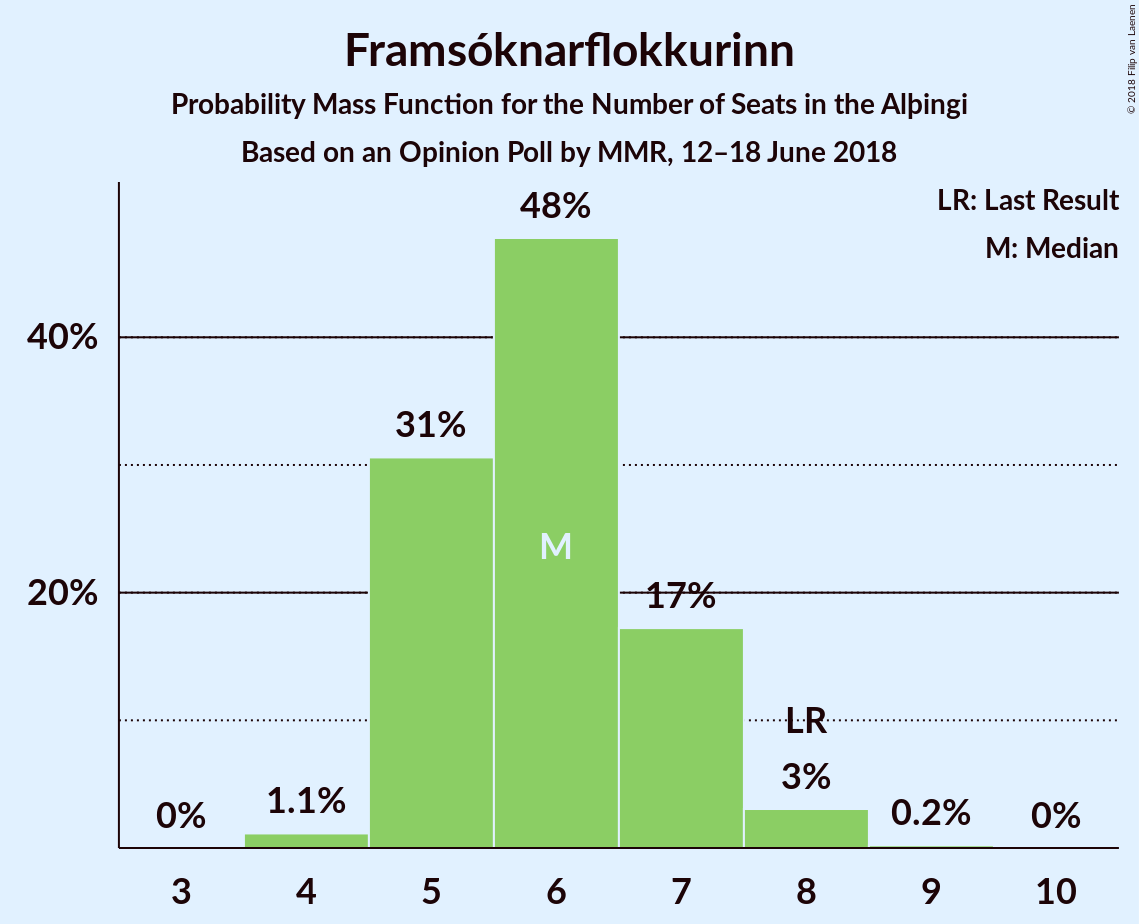 Framsóknarflokkurinn
Probability Mass Function for the Number of Seats in the Alþingi
Based on an Opinion Poll by MMR, 12–18 June 2018
© 2018 Filip van Laenen
LR: Last Result
M: Median
48%
40%
31%
M
20%
17%
LR
3%
1.1%
0%
0.2%
0%
3 4 5 6 7 8 9 10